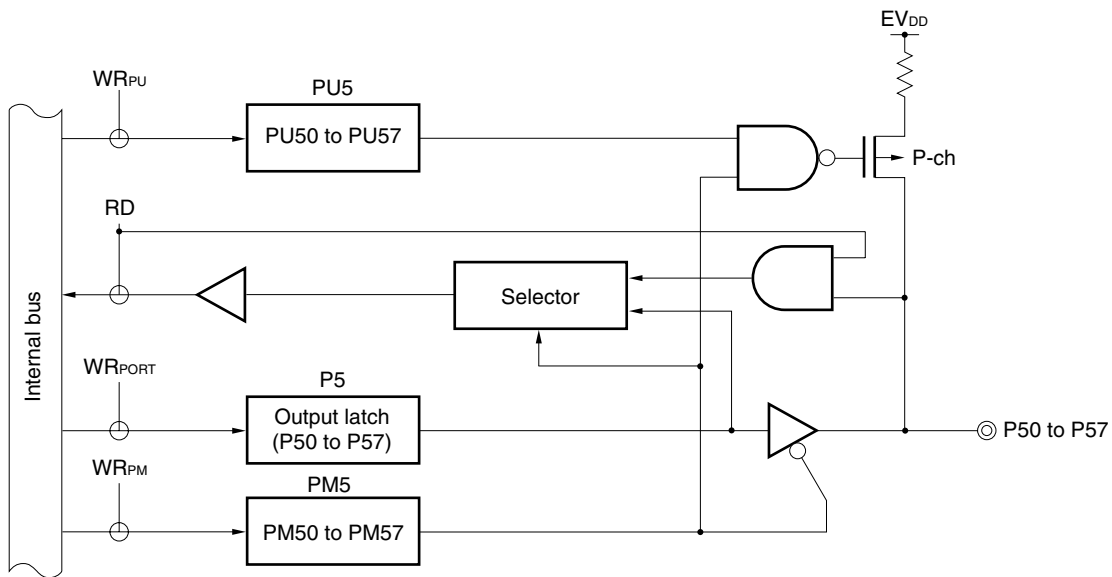 EVDD
WRPU
PU5
PU50 to PU57
P-ch
RD
Selector
Internal bus
WRPORT
P5
Output latch
(P50 to P57)
P50 to P57
WRPM
PM5
PM50 to PM57